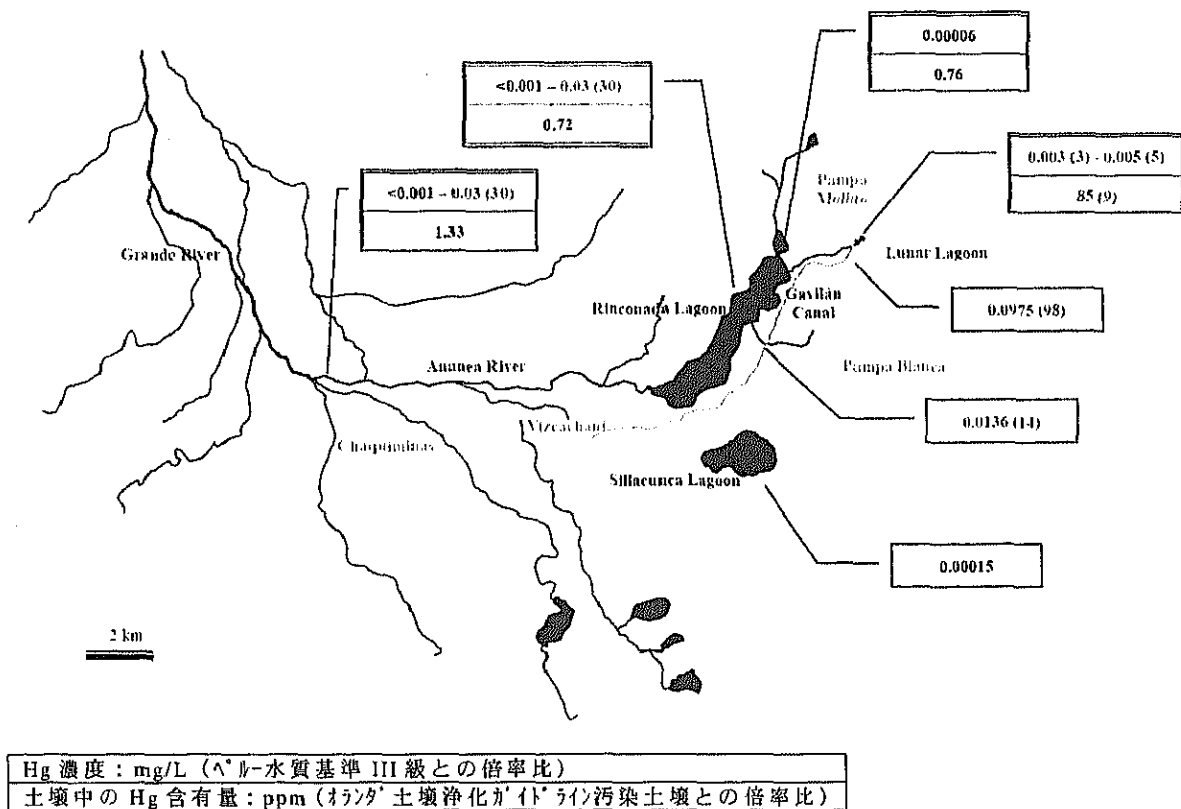 0.00006
0.76
<0.001 – 0.03 (30)
0.72
0.003 (3) - 0.005 (5)
85 (9)
Pampa
<0.001 – 0.03 (30)
1.33
Grande River
Lunar Lagoon
Rinconada Lagoon
Gavilán
Canal
0.0975 (98)
Ananea River
Pampa Blanca
0.0136 (14)
Chaquiminas
Sillacunca Lagoon
0.00015
2 km
Hg 濃度:mg/L (ペルー水質基準 III 級との倍率比)
土壌中の Hg 含有量:ppm (オランダ土壌浄化ガイドライン汚染土壌との倍率比)